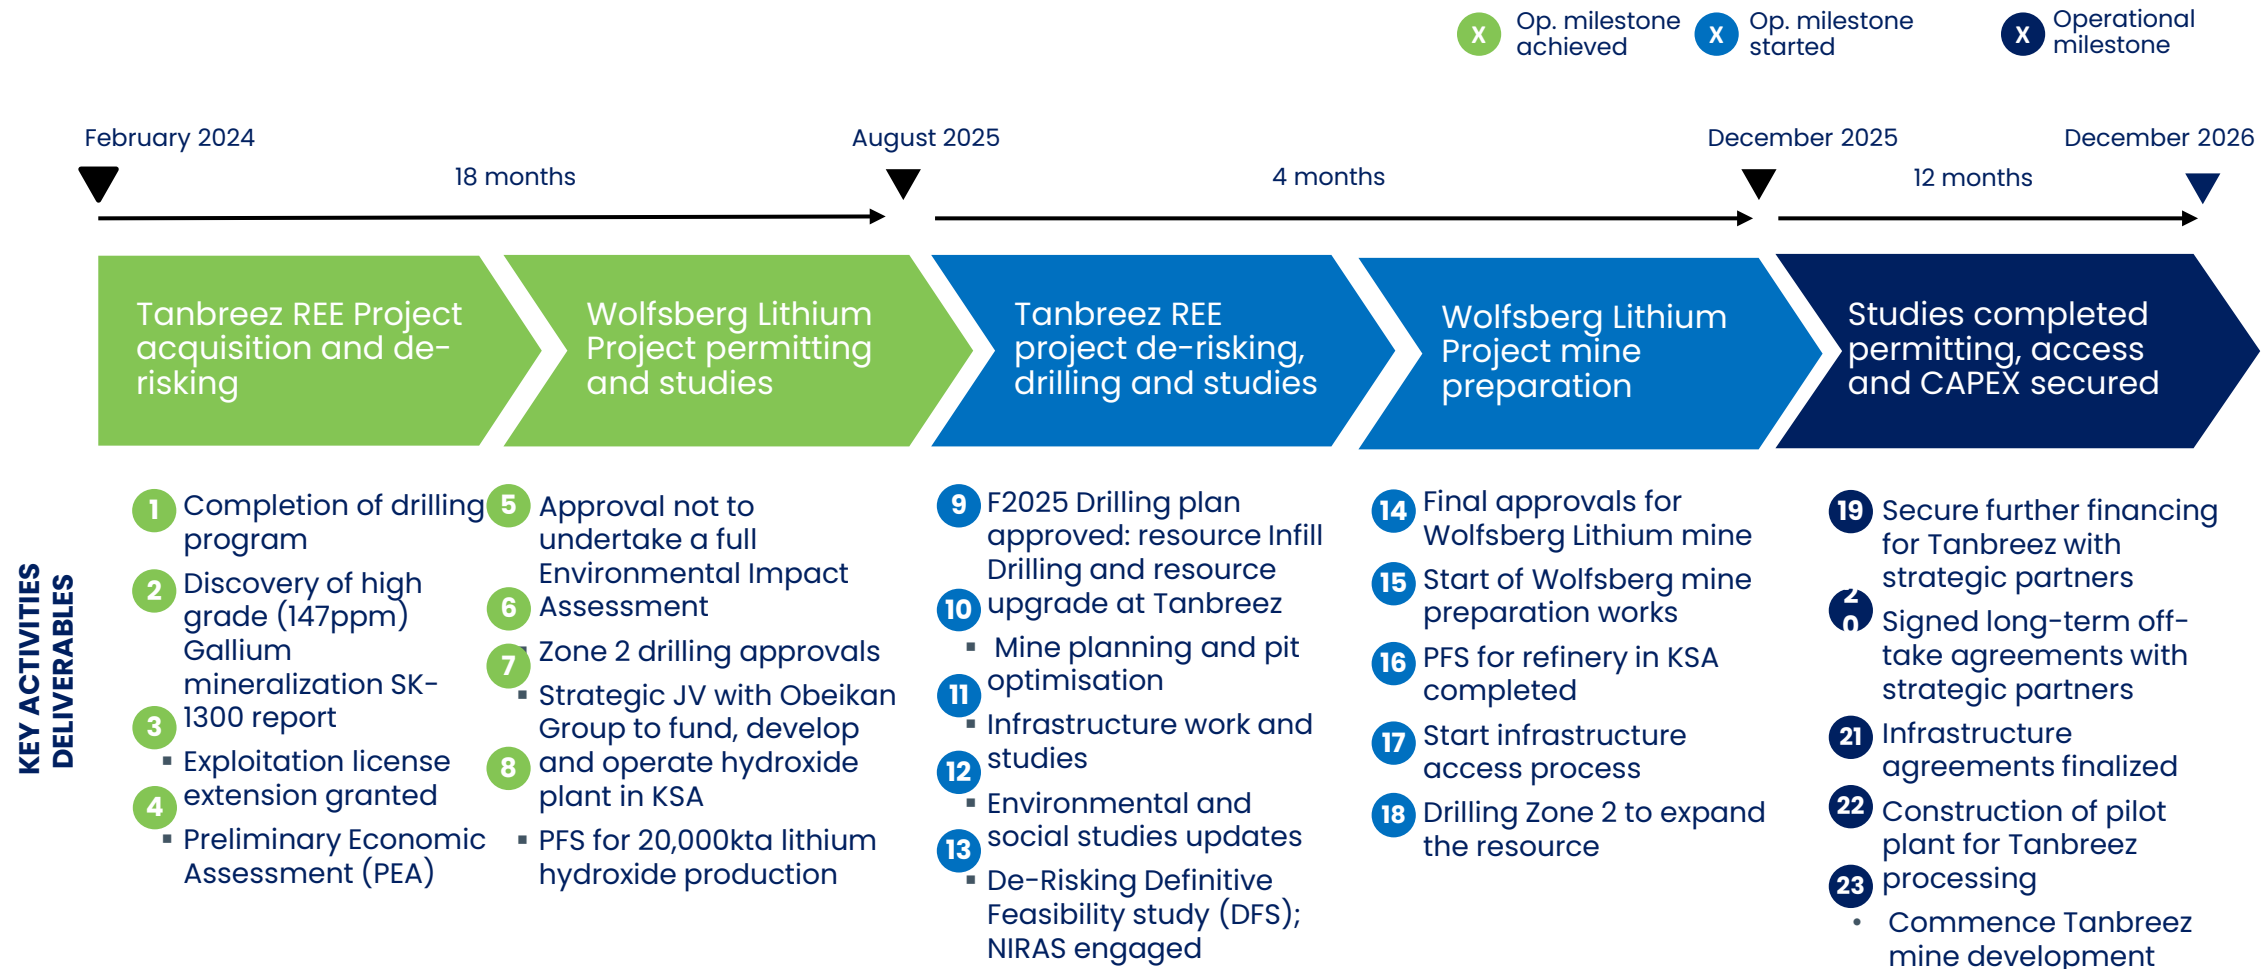 X Op. milestone
achieved
X Op. milestone
started
X Operational
milestone
February 2024
August 2025
December 2025
December 2026
18 months
4 months
12 months
Tanbreez REE Project
acquisition and de-
risking
Wolfsberg Lithium
Project permitting
and studies
Tanbreez REE
project de-risking,
drilling and studies
Wolfsberg Lithium
Project mine
preparation
Studies completed
permitting, access
and CAPEX secured
KEY ACTIVITIES
DELIVERABLES
1 Completion of drilling
program
2 Discovery of high
grade (147ppm)
Gallium
mineralization SK-
1300 report
3
▪ Exploitation license
extension granted
4
▪ Preliminary Economic
Assessment (PEA)
5 Approval not to
undertake a full
Environmental Impact
6 Assessment
Zone 2 drilling approvals
7
▪ Strategic JV with Obeikan
Group to fund, develop
8 and operate hydroxide
plant in KSA
▪ PFS for 20,000kta lithium
hydroxide production
9 F2025 Drilling plan
approved: resource Infill
Drilling and resource
10 upgrade at Tanbreez
▪ Mine planning and pit
11 optimisation
▪ Infrastructure work and
12 studies
▪ Environmental and
13 social studies updates
▪ De-Risking Definitive
Feasibility study (DFS);
NIRAS engaged
14 Final approvals for
Wolfsberg Lithium mine
15 Start of Wolfsberg mine
preparation works
16 PFS for refinery in KSA
completed
17 Start infrastructure
access process
18 Drilling Zone 2 to expand
the resource
19 Secure further financing
for Tanbreez with
strategic partners
20 Signed long-term off-
take agreements with
strategic partners
21 Infrastructure
agreements finalized
22 Construction of pilot
plant for Tanbreez
23 processing
• Commence Tanbreez
mine development